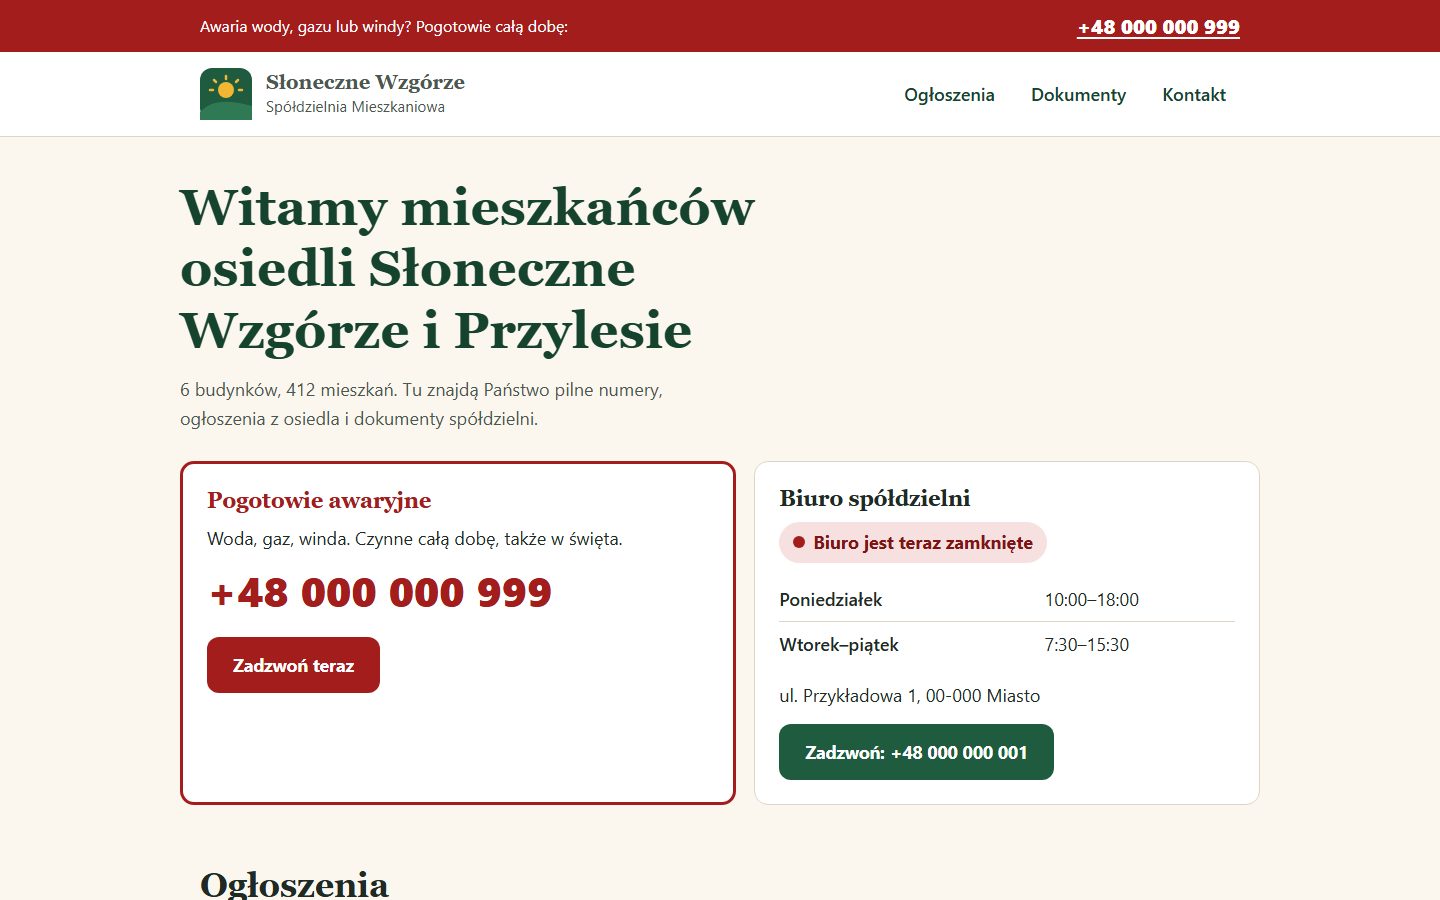 Awaria wody, gazu lub windy? Pogotowie całą dobę:
+48 000 000 999
Słoneczne Wzgórze
Spółdzielnia Mieszkaniowa
Ogłoszenia
Dokumenty
Kontakt
Witamy mieszkańców
osiedli Słoneczne
Wzgórze i Przylesie
6 budynków, 412 mieszkań. Tu znajdą Państwo pilne numery,
ogłoszenia z osiedla i dokumenty spółdzielni.
Pogotowie awaryjne
Woda, gaz, winda. Czynne całą dobę, także w święta.
+48 000 000 999
Zadzwoń teraz
Biuro spółdzielni
Biuro jest teraz zamknięte
Poniedziałek 10:00–18:00
Wtorek–piątek 7:30–15:30
ul. Przykładowa 1, 00-000 Miasto
Zadzwoń: +48 000 000 001
Ogłoszenia